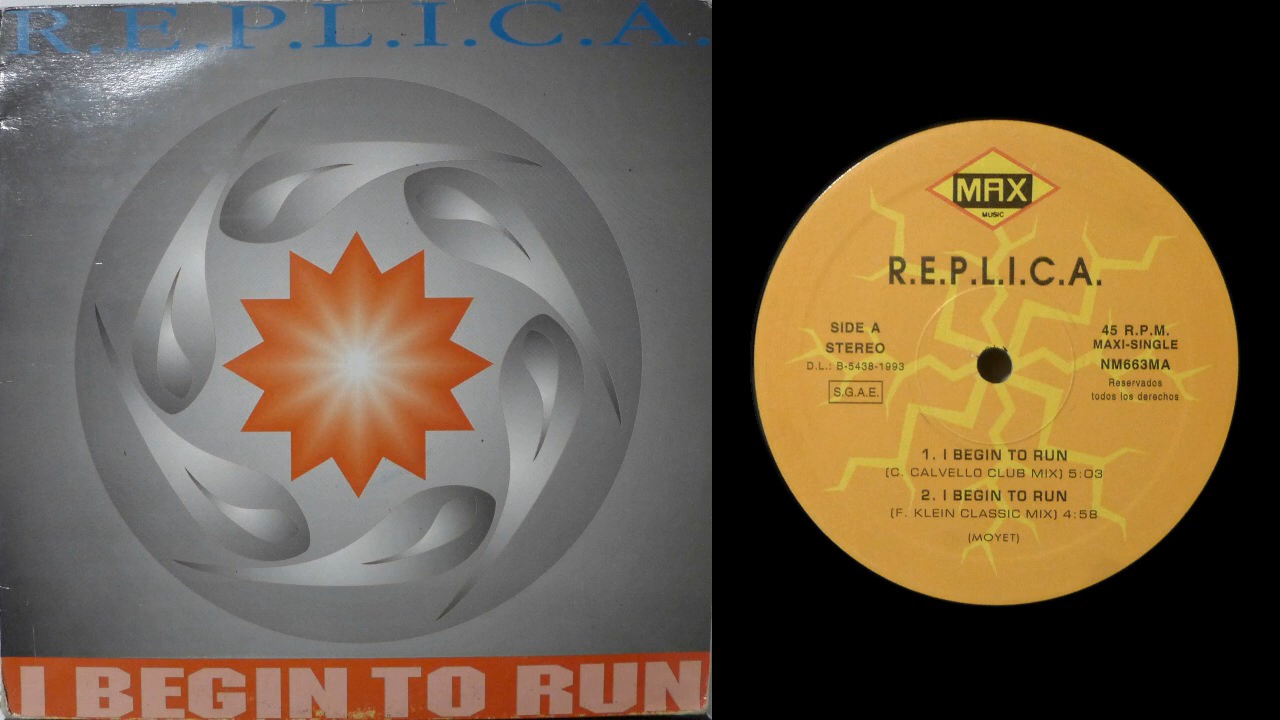 R.E.P.L.I.C.A.
I BEGIN TO RUN
MAX
MUSIC
R.E.P.L.I.C.A.
SIDE A
STEREO
D.L.: B-5438-1993
S.G.A.E.
45 R.P.M.
MAXI-SINGLE
NM663MA
Reservados
todos los derechos
1. I BEGIN TO RUN
(C. CALVELLO CLUB MIX) 5:03
2. I BEGIN TO RUN
(F. KLEIN CLASSIC MIX) 4:58
(MOYET)